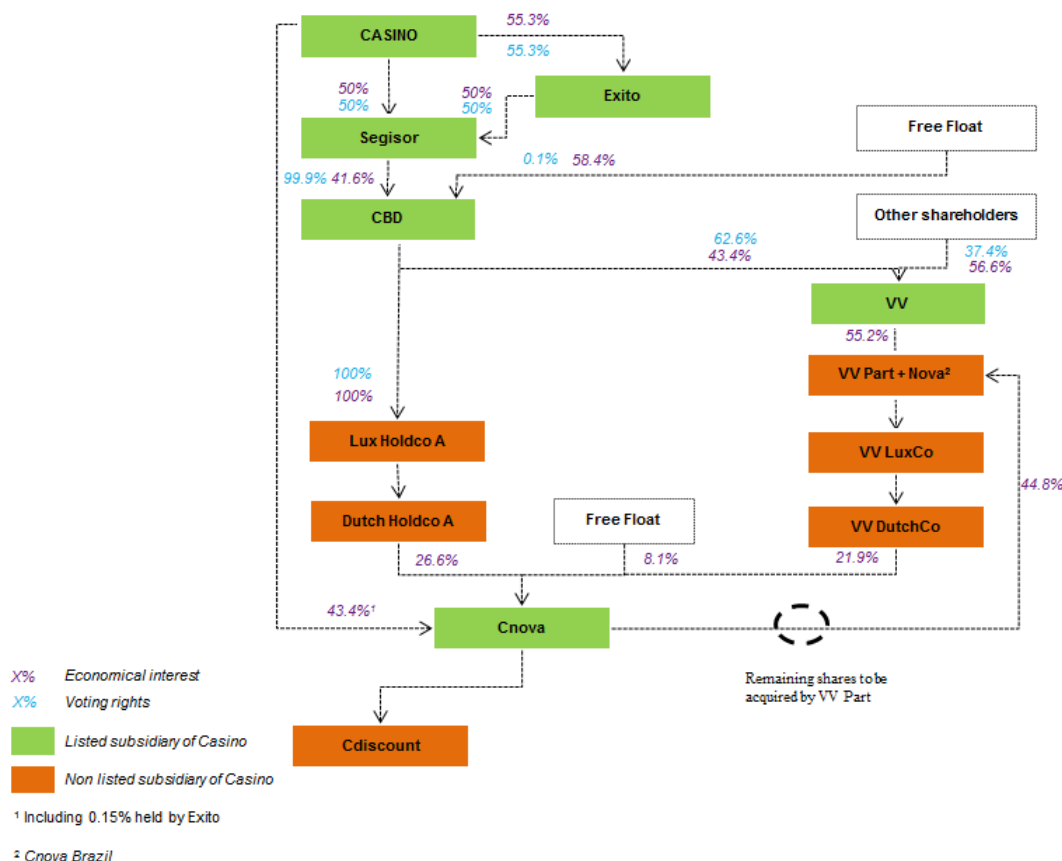 55.3%
CASINO
55.3%
50%
50%
50%
50%
Exito
Segisor
Free Float
0.1% 58.4%
99.9% 41.6%
CBD
Other shareholders
62.6%
43.4%
37.4%
56.6%
VV
55.2%
100%
100%
VV Part + Nova²
Lux Holdco A
VV LuxCo
44.8%
Dutch Holdco A
Free Float
VV DutchCo
26.6%
8.1%
21.9%
43.4%¹
Cnova
X% Economical interest
X% Voting rights
Remaining shares to be
acquired by VV Part
Listed subsidiary of Casino
Cdiscount
Non listed subsidiary of Casino
¹ Including 0.15% held by Exito
² Cnova Brazil